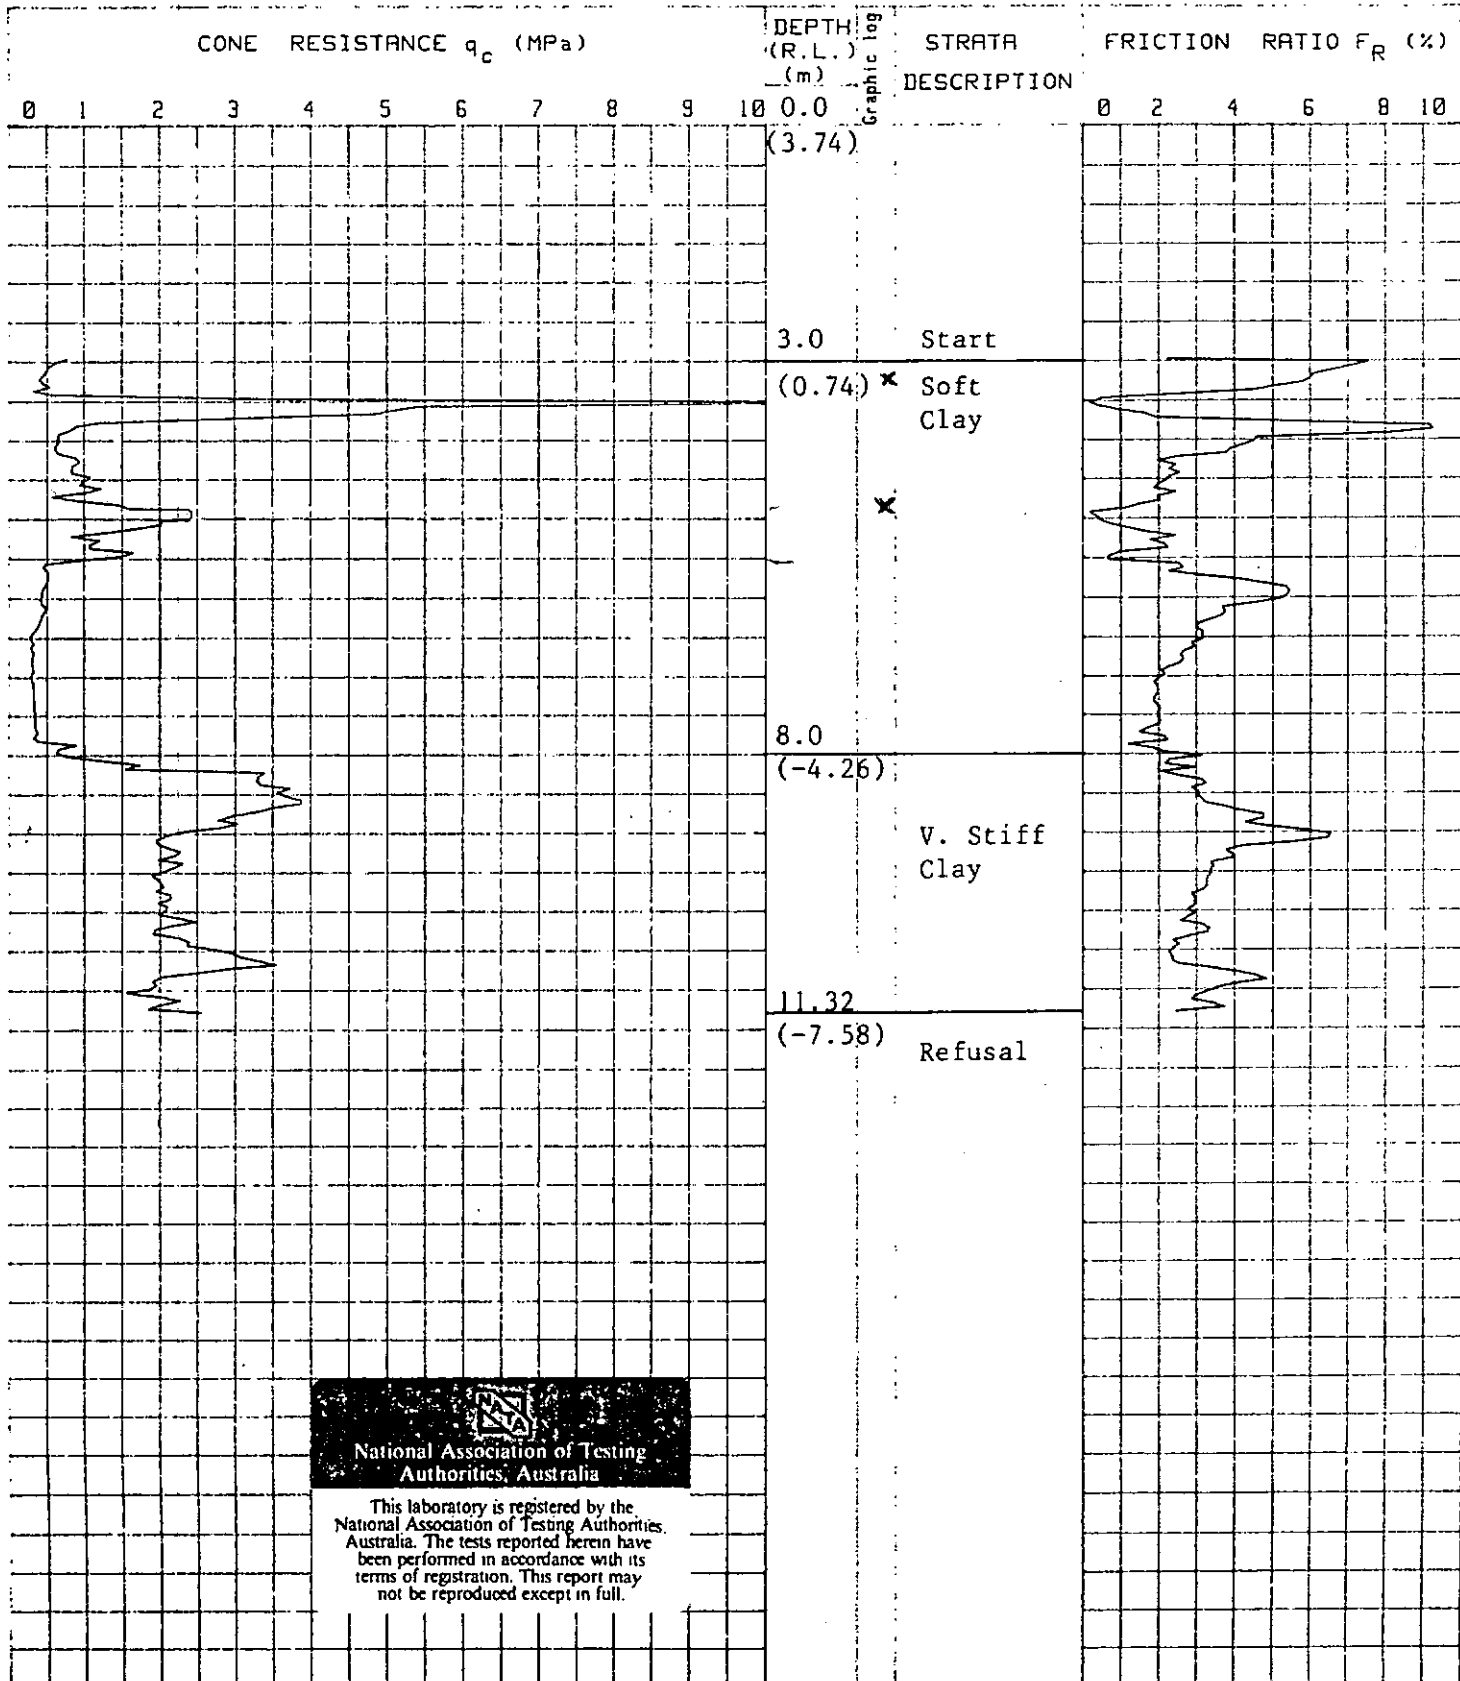 CONE RESISTANCE qc (MPa)
0 1 2 3 4 5 6 7 8 9 10
DEPTH
(R.L.)
(m)
0.0
(3.74)
Graphic log
STRATA
DESCRIPTION
FRICTION RATIO FR (%)
0 2 4 6 8 10
3.0 Start
(0.74) x Soft
Clay
x
8.0
(-4.26)
V. Stiff
Clay
11.32
(-7.58)
Refusal
NATA
National Association of Testing
Authorities, Australia
This laboratory is registered by the
National Association of Testing Authorities,
Australia. The tests reported herein have
been performed in accordance with its
terms of registration. This report may
not be reproduced except in full.